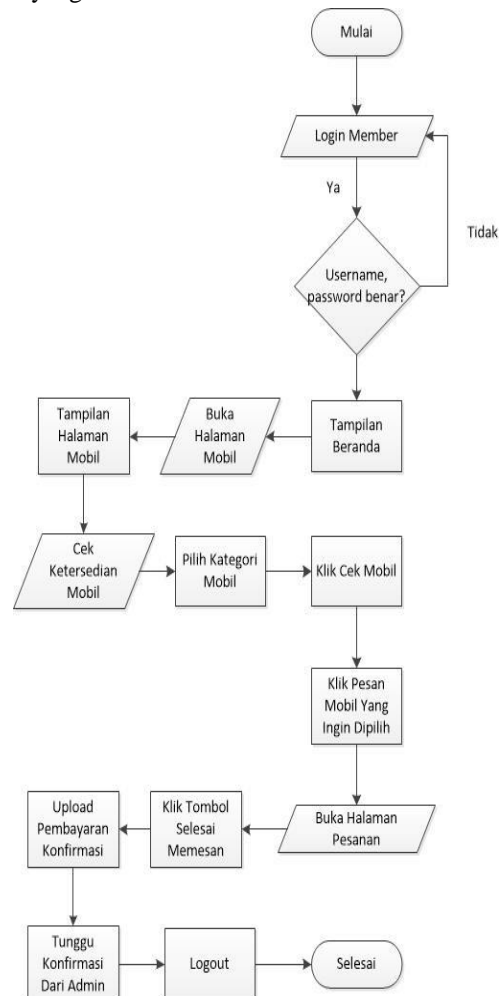 Mulai
Login Member
Ya
Tidak
Username,
password benar?
Tampilan
Beranda
Buka
Halaman
Mobil
Tampilan
Halaman
Mobil
Cek
Ketersedian
Mobil
Pilih Kategori
Mobil
Klik Cek Mobil
Klik Pesan
Mobil Yang
Ingin Dipilih
Buka Halaman
Pesanan
Klik Tombol
Selesai
Memesan
Upload
Pembayaran
Konfirmasi
Tunggu
Konfirmasi
Dari Admin
Logout
Selesai